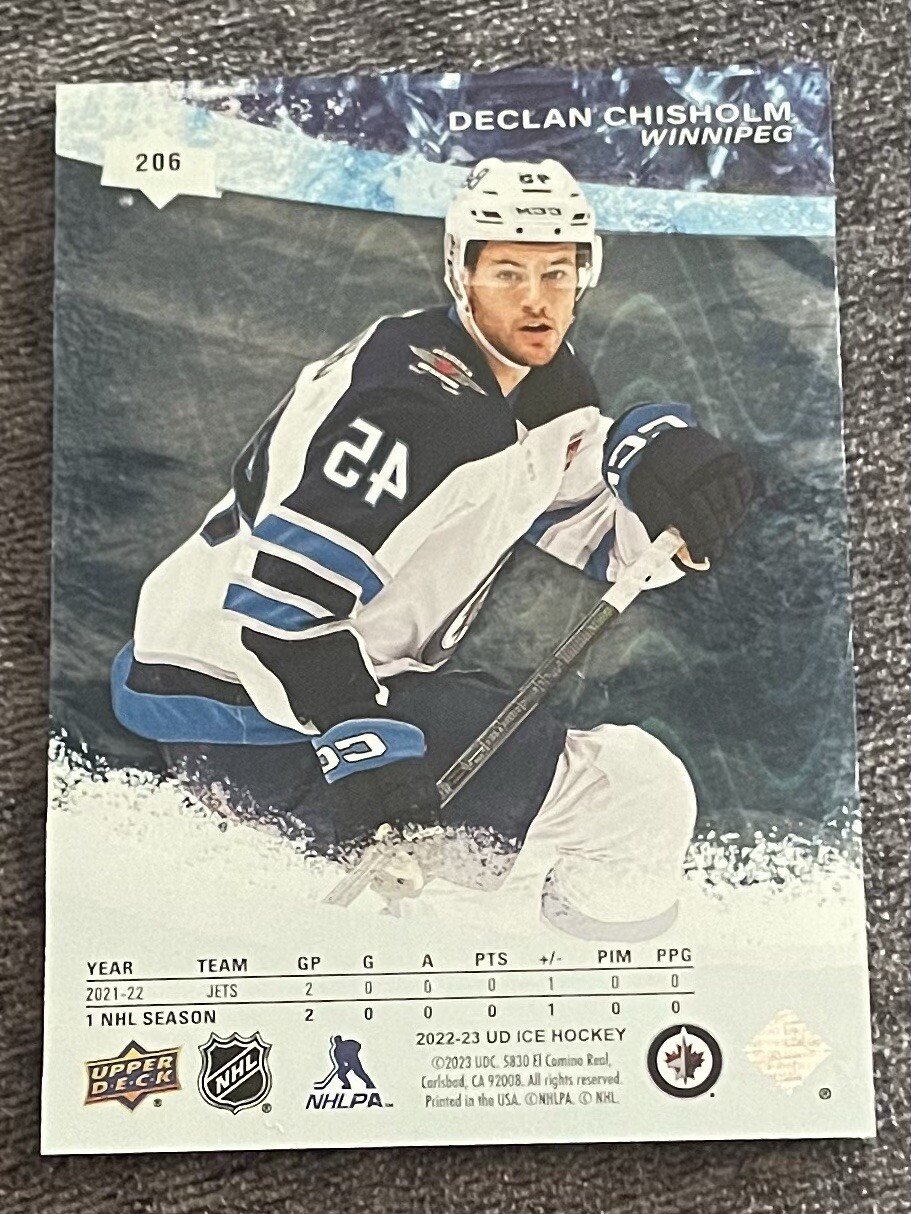 DECLAN CHISHOLM
WINNIPEG
206
45
CCM
45
YEAR TEAM GP G A PTS +/- PIM PPG
2021-22 JETS 2 0 0 0 1 0 0
1 NHL SEASON 2 0 0 0 1 0 0
2022-23 UD ICE HOCKEY
©2023 UDC. 5830 El Camino Real,
Carlsbad, CA 92008. All rights reserved.
Printed in the USA. ©NHLPA. © NHL.
UPPER
DECK
®
NHL
®
NHLPA
®